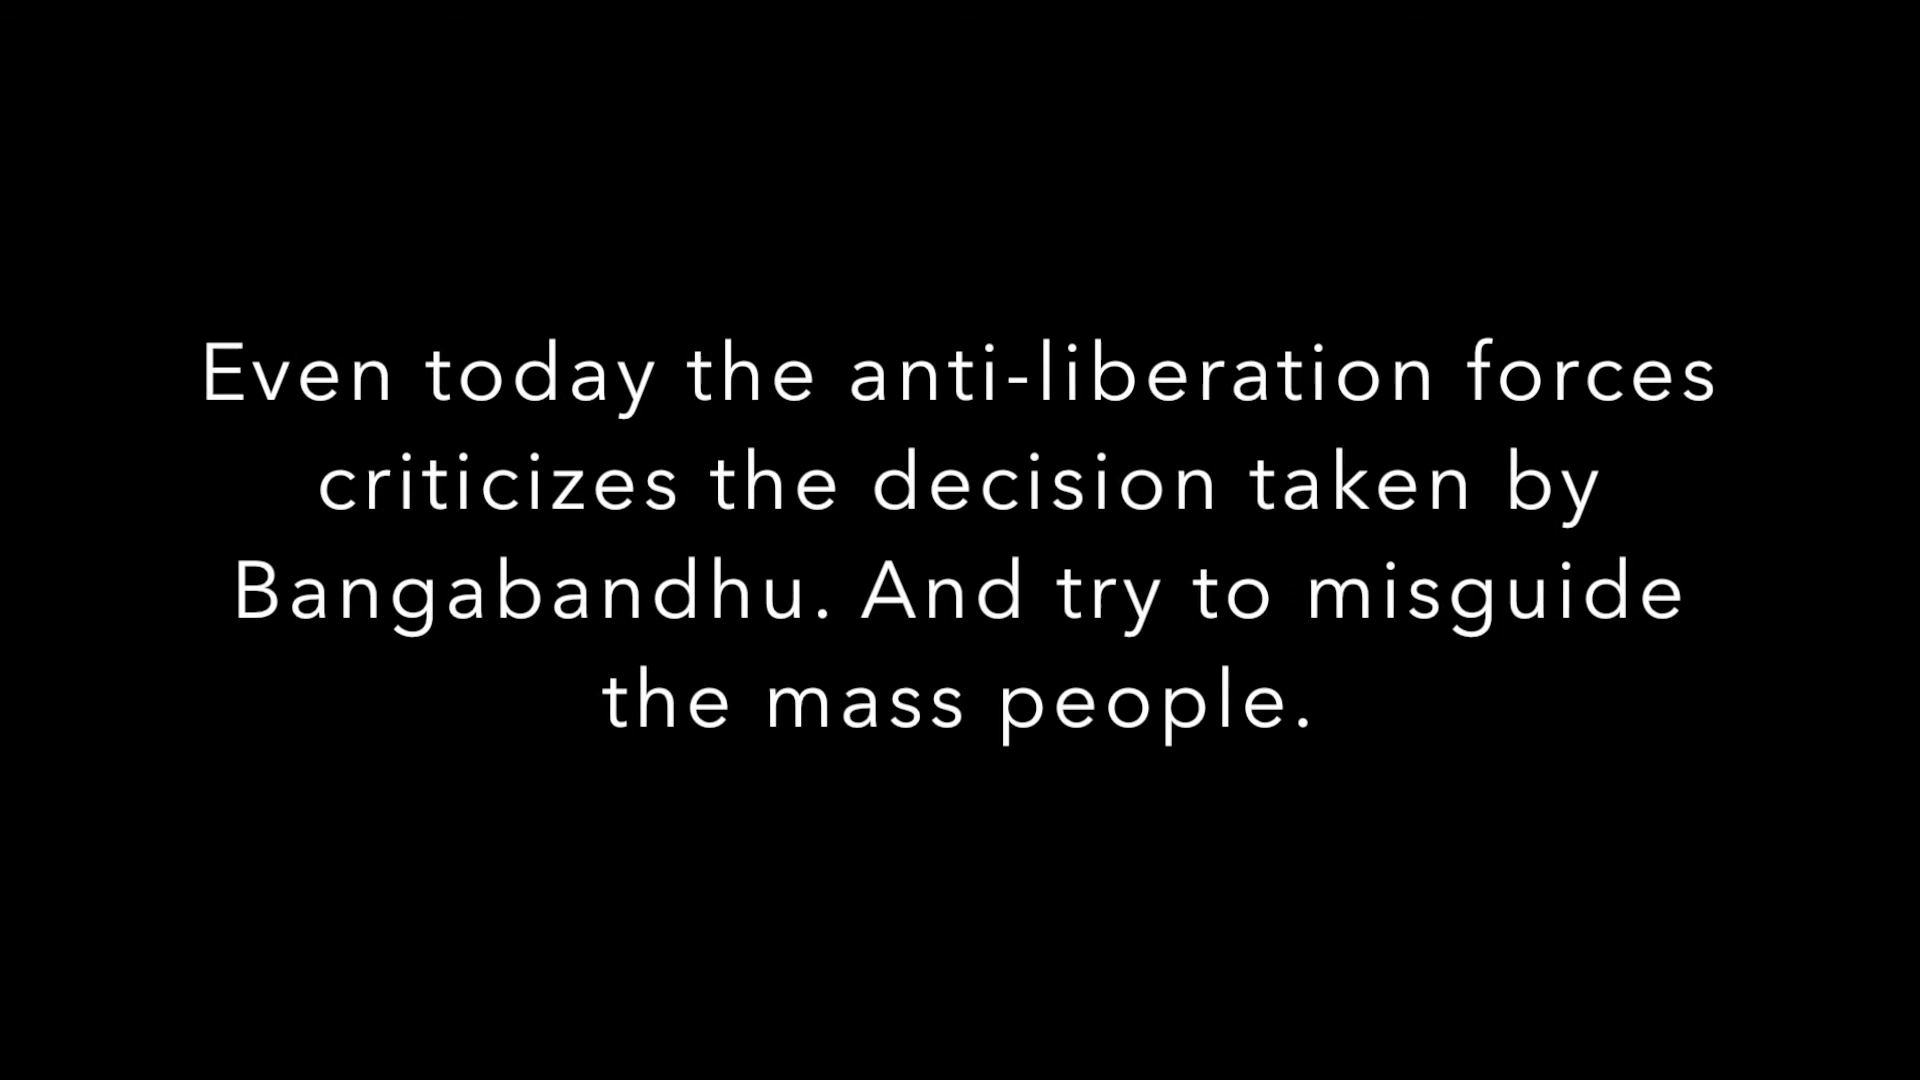 Even today the anti-liberation forces
criticizes the decision taken by
Bangabandhu. And try to misguide
the mass people.